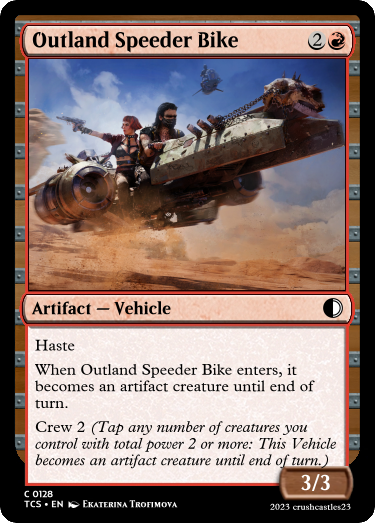 Outland Speeder Bike 2
Artifact — Vehicle
Haste
When Outland Speeder Bike enters, it
becomes an artifact creature until end of
turn.
Crew 2 (Tap any number of creatures you
control with total power 2 or more: This Vehicle
becomes an artifact creature until end of turn.)
3/3
C 0128
TCS • EN Ekaterina Trofimova
2023 crushcastles23